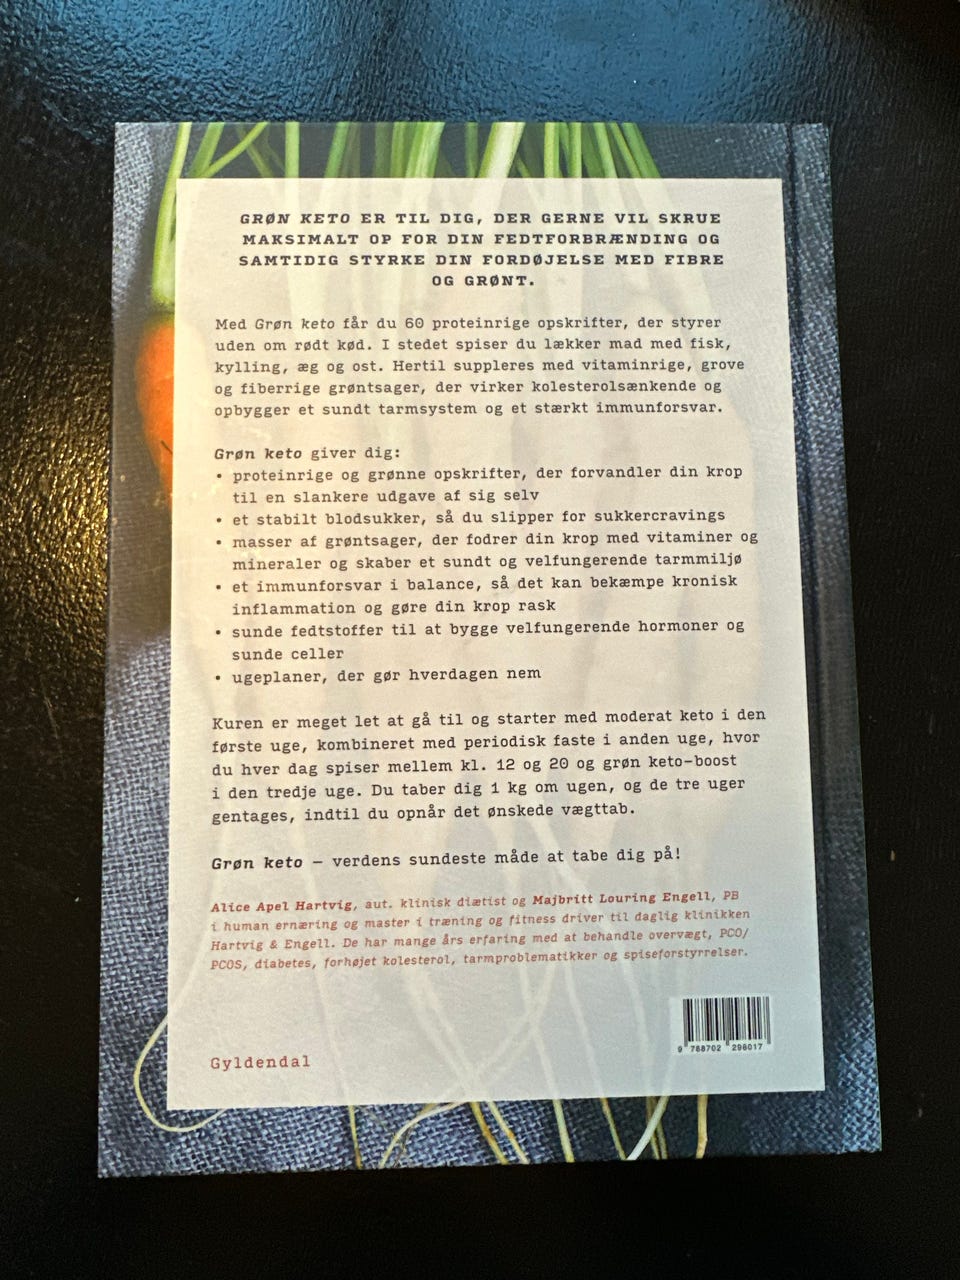 GRØN KETO ER TIL DIG, DER GERNE VIL SKRUE
MAKSIMALT OP FOR DIN FEDTFORBRÆNDING OG
SAMTIDIG STYRKE DIN FORDØJELSE MED FIBRE
OG GRØNT.
Med Grøn keto får du 60 proteinrige opskrifter, der styrer
uden om rødt kød. I stedet spiser du lækker mad med fisk,
kylling, æg og ost. Hertil suppleres med vitaminrige, grove
og fiberrige grøntsager, der virker kolesterolsænkende og
opbygger et sundt tarmsystem og et stærkt immunforsvar.
Grøn keto giver dig:
• proteinrige og grønne opskrifter, der forvandler din krop
til en slankere udgave af sig selv
• et stabilt blodsukker, så du slipper for sukkercravings
• masser af grøntsager, der fodrer din krop med vitaminer og
mineraler og skaber et sundt og velfungerende tarmmiljø
• et immunforsvar i balance, så det kan bekæmpe kronisk
inflammation og gøre din krop rask
• sunde fedtstoffer til at bygge velfungerende hormoner og
sunde celler
• ugeplaner, der gør hverdagen nem
Kuren er meget let at gå til og starter med moderat keto i den
første uge, kombineret med periodisk faste i anden uge, hvor
du hver dag spiser mellem kl. 12 og 20 og grøn keto-boost
i den tredje uge. Du taber dig 1 kg om ugen, og de tre uger
gentages, indtil du opnår det ønskede vægttab.
Grøn keto – verdens sundeste måde at tabe dig på!
Alice Apel Hartvig, aut. klinisk diætist og Majbritt Louring Engell, PB
i human ernæring og master i træning og fitness driver til daglig klinikken
Hartvig & Engell. De har mange års erfaring med at behandle overvægt, PCO/
PCOS, diabetes, forhøjet kolesterol, tarmproblematikker og spiseforstyrrelser.
Gyldendal
9 788702 298017